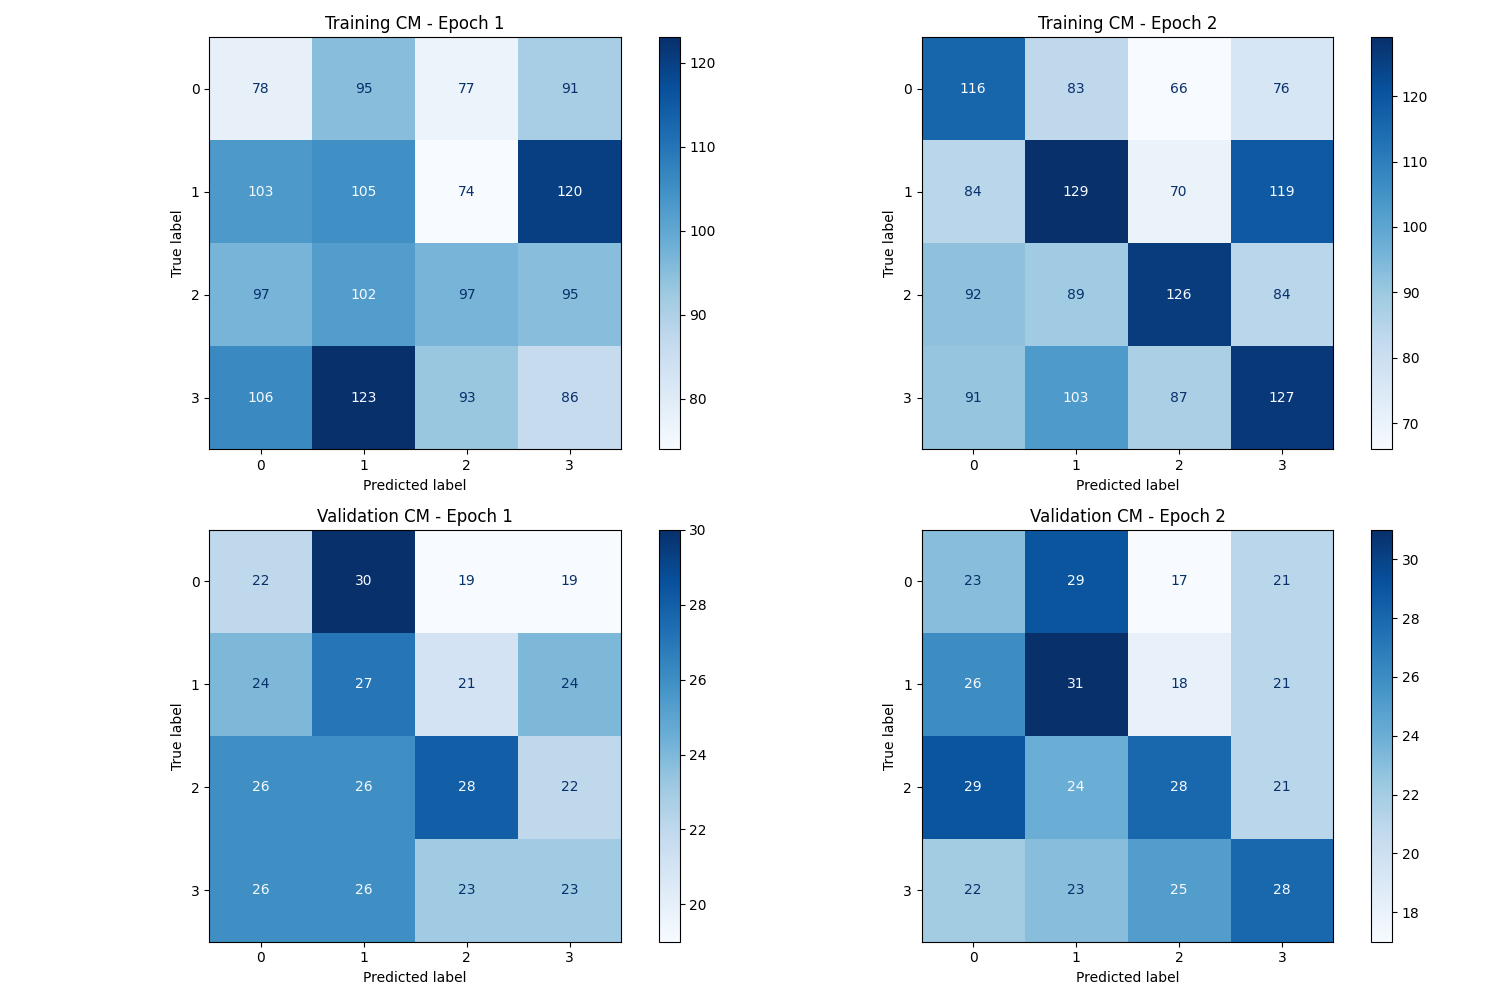 Training CM - Epoch 1
Training CM - Epoch 2
True label
0 78 95 77 91
1 103 105 74 120
2 97 102 97 95
3 106 123 93 86
0 1 2 3
Predicted label
120
110
100
90
80
True label
0 116 83 66 76
1 84 129 70 119
2 92 89 126 84
3 91 103 87 127
0 1 2 3
Predicted label
120
110
100
90
80
70
Validation CM - Epoch 1
Validation CM - Epoch 2
True label
0 22 30 19 19
1 24 27 21 24
2 26 26 28 22
3 26 26 23 23
0 1 2 3
Predicted label
30
28
26
24
22
20
True label
0 23 29 17 21
1 26 31 18 21
2 29 24 28 21
3 22 23 25 28
0 1 2 3
Predicted label
30
28
26
24
22
20
18